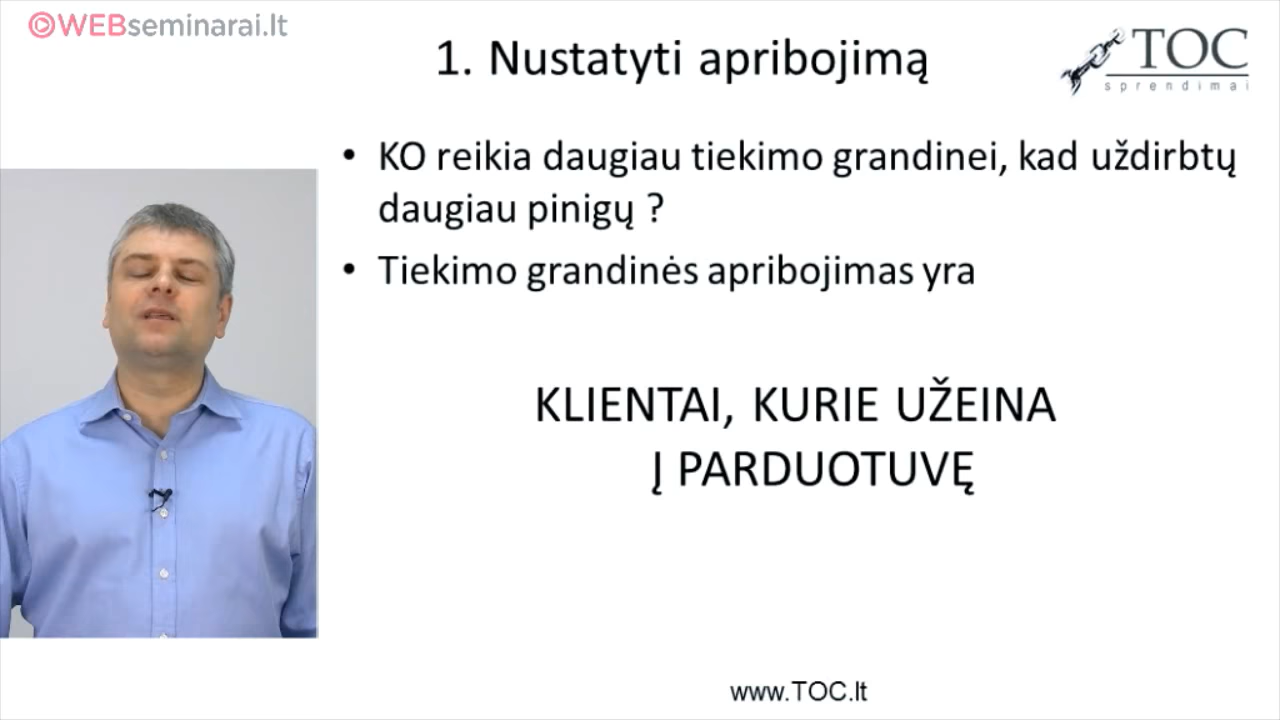 WEBseminarai.lt
1. Nustatyti apribojimą
TOC
sprendimai
• KO reikia daugiau tiekimo grandinei, kad uždirbtų
daugiau pinigų ?
• Tiekimo grandinės apribojimas yra
KLIENTAI, KURIE UŽEINA
Į PARDUOTUVĘ
www.TOC.lt